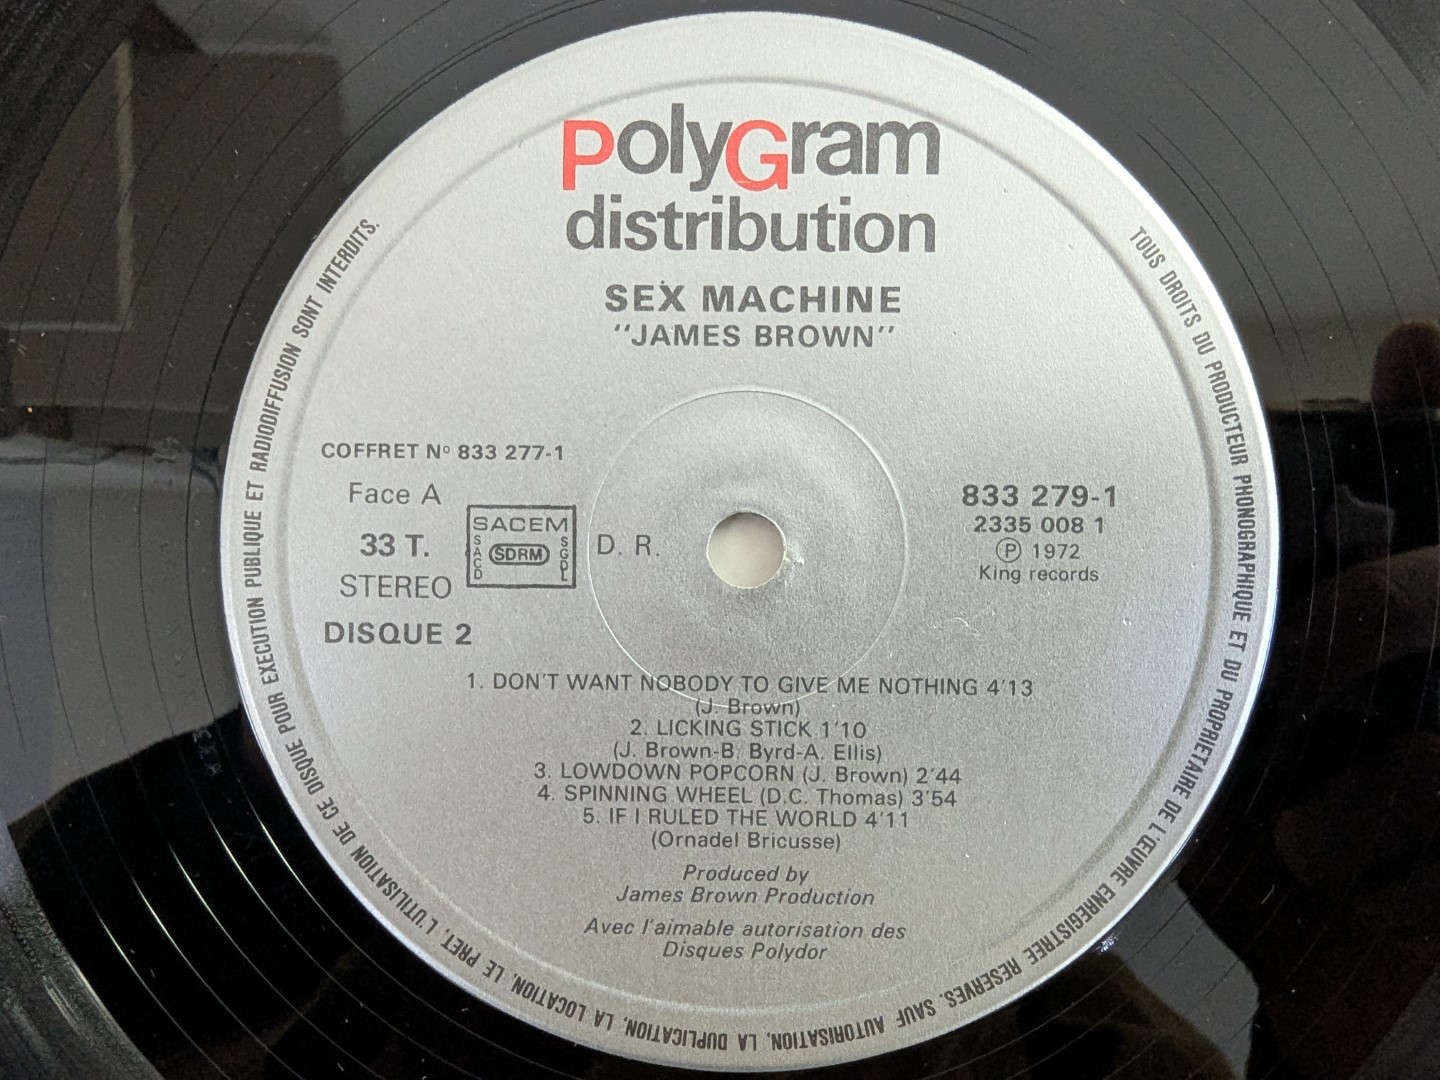 polyGram
distribution
SEX MACHINE
"JAMES BROWN"
COFFRET Nº 833 277-1
Face A
33 T.
STEREO
DISQUE 2
SACEM
SACD
SDRM
SGDL
D. R.
833 279-1
2335 008 1
Ⓟ 1972
King records
1. DON'T WANT NOBODY TO GIVE ME NOTHING 4'13
(J. Brown)
2. LICKING STICK 1'10
(J. Brown-B. Byrd-A. Ellis)
3. LOWDOWN POPCORN (J. Brown) 2'44
4. SPINNING WHEEL (D.C. Thomas) 3'54
5. IF I RULED THE WORLD 4'11
(Ornadel Bricusse)
Produced by
James Brown Production
Avec l'aimable autorisation des
Disques Polydor
TOUS DROITS DU PRODUCTEUR PHONOGRAPHIQUE ET DU PROPRIETAIRE DE L'ŒUVRE ENREGISTREE RESERVES. SAUF AUTORISATION, LA DUPLICATION, LA LOCATION, LE PRET, L'UTILISATION DE CE DISQUE POUR EXECUTION PUBLIQUE ET RADIODIFFUSION SONT INTERDITS.